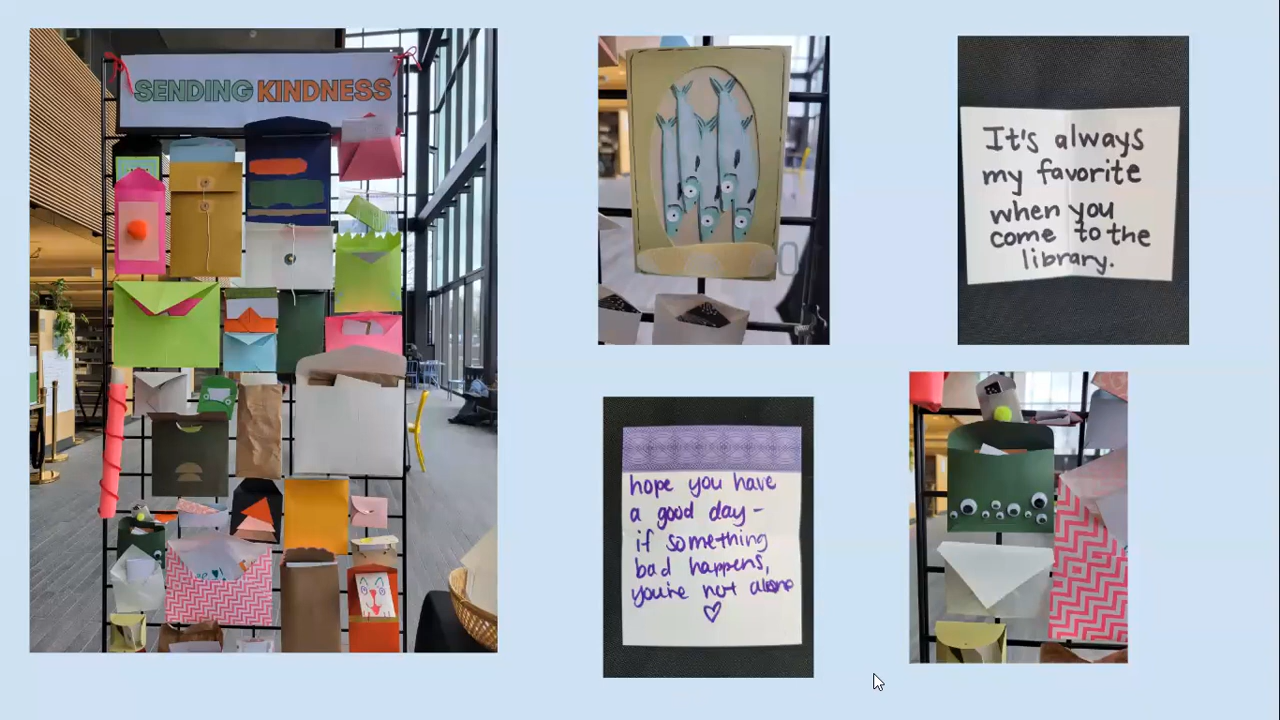 SENDING KINDNESS
It's always
my favorite
when you
come to the
library.
hope you have
a good day -
if something
bad happens,
you're not alone
♡